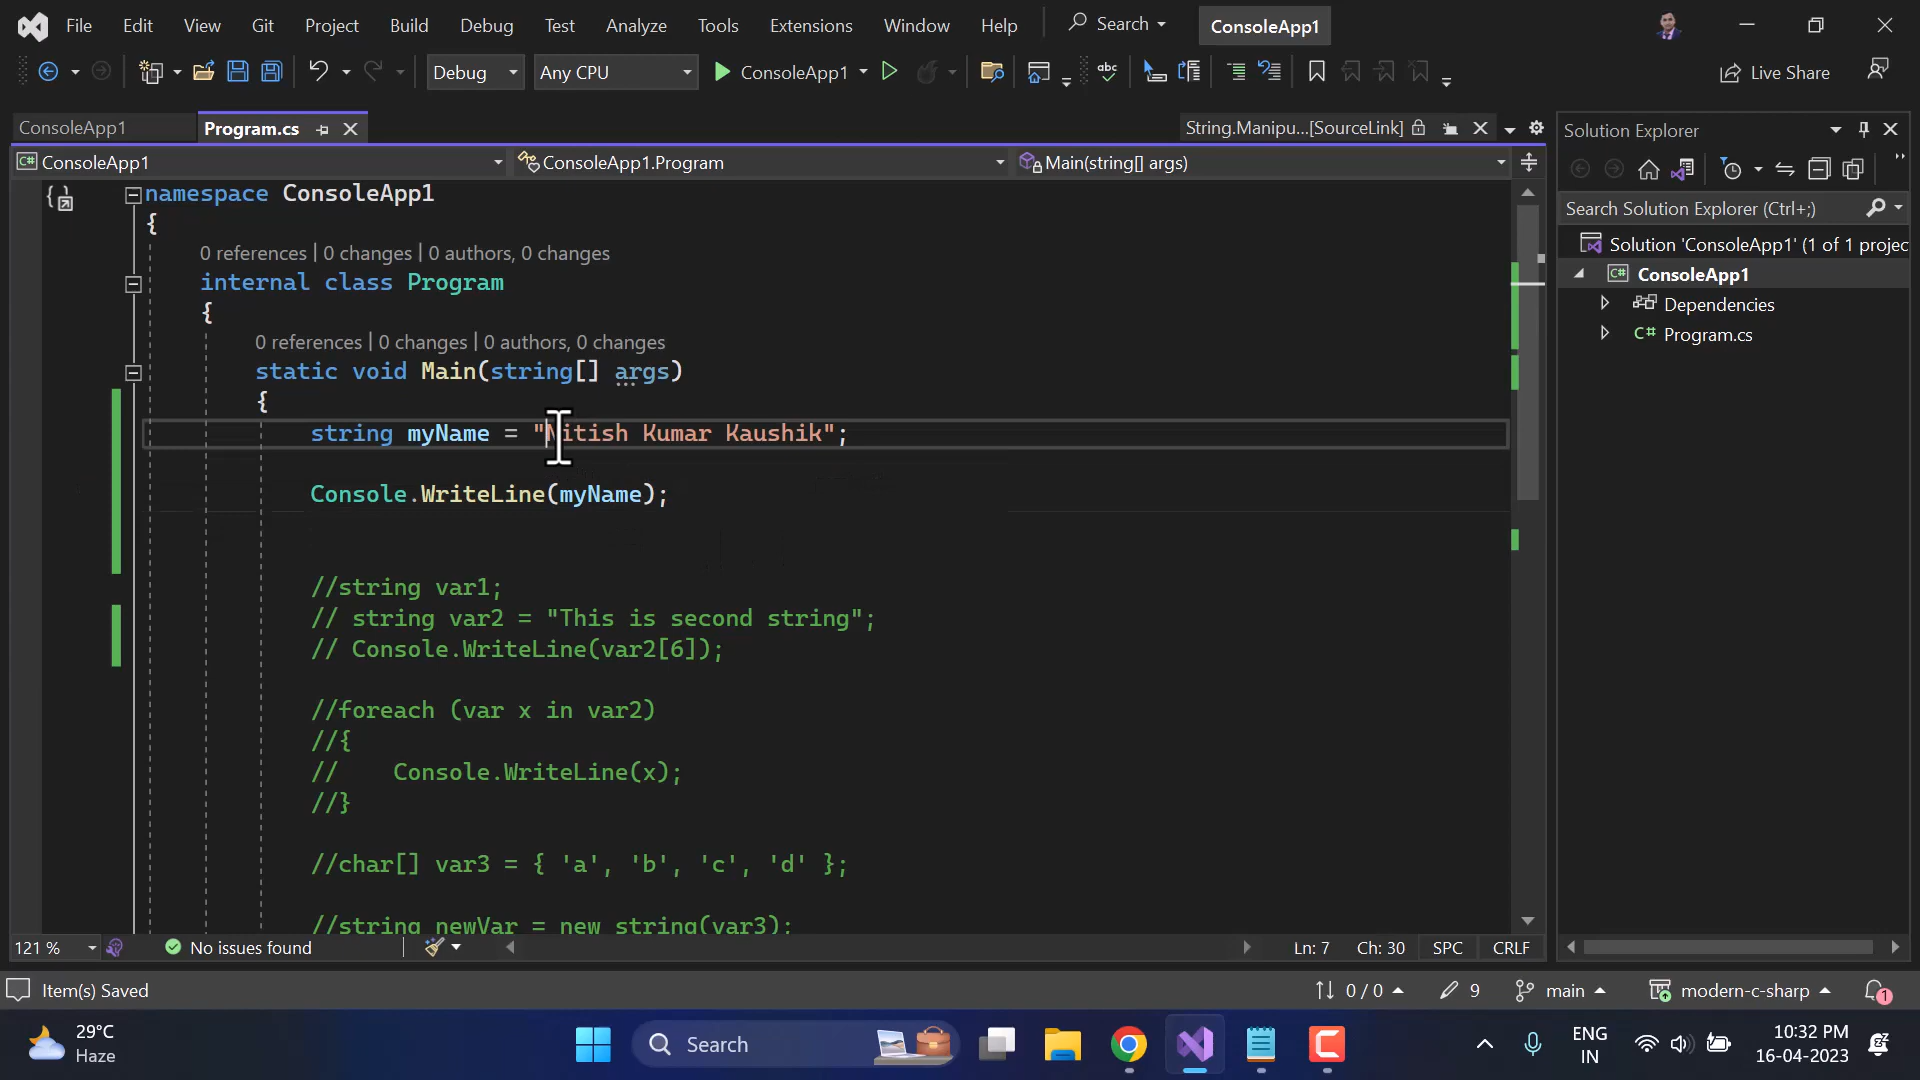 File Edit View Git Project Build Debug Test Analyze Tools Extensions Window Help Search ConsoleApp1
Debug Any CPU ConsoleApp1 Live Share
ConsoleApp1 Program.cs String.Manipu...[SourceLink] Solution Explorer
ConsoleApp1 ConsoleApp1.Program Main(string[] args)
Search Solution Explorer (Ctrl+;)
Solution 'ConsoleApp1' (1 of 1 projec
ConsoleApp1
Dependencies
Program.cs
namespace ConsoleApp1
{
0 references | 0 changes | 0 authors, 0 changes
internal class Program
{
0 references | 0 changes | 0 authors, 0 changes
static void Main(string[] args)
{
string myName = "Nitish Kumar Kaushik";
Console.WriteLine(myName);
//string var1;
// string var2 = "This is second string";
// Console.WriteLine(var2[6]);
//foreach (var x in var2)
//{
//    Console.WriteLine(x);
//}
//char[] var3 = { 'a', 'b', 'c', 'd' };
//string newVar = new string(var3);
121 % No issues found Ln: 7 Ch: 30 SPC CRLF
Item(s) Saved 0 / 0 9 main modern-c-sharp 1
29°C
Haze
Search
ENG
IN
10:32 PM
16-04-2023